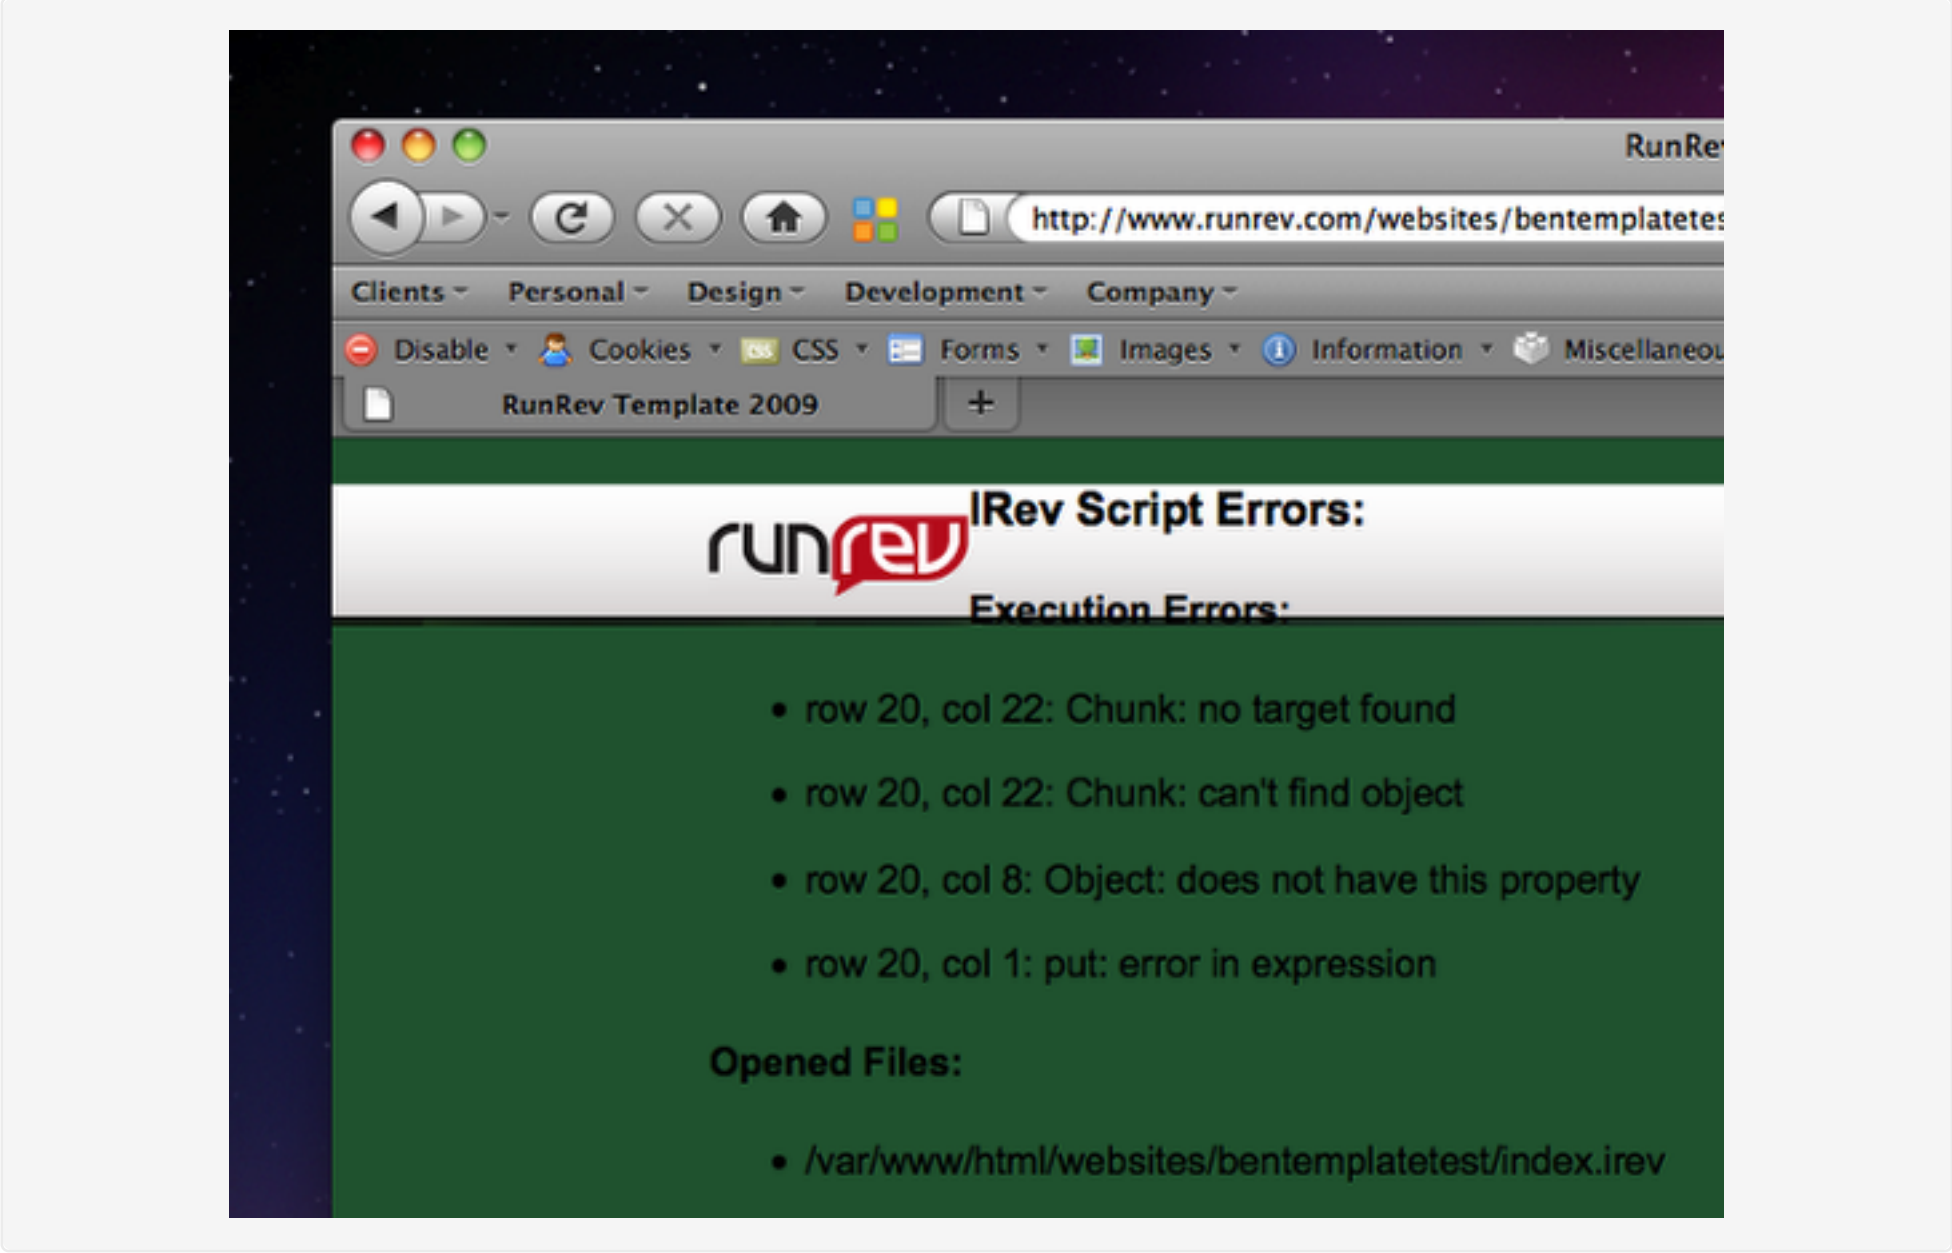 RunRe
http://www.runrev.com/websites/bentemplatetes
Clients Personal Design Development Company
Disable Cookies CSS CSS Forms Images Information Miscellaneou
RunRev Template 2009 +
runrev
IRev Script Errors:
Execution Errors:
• row 20, col 22: Chunk: no target found
• row 20, col 22: Chunk: can't find object
• row 20, col 8: Object: does not have this property
• row 20, col 1: put: error in expression
Opened Files:
• /var/www/html/websites/bentemplatetest/index.irev